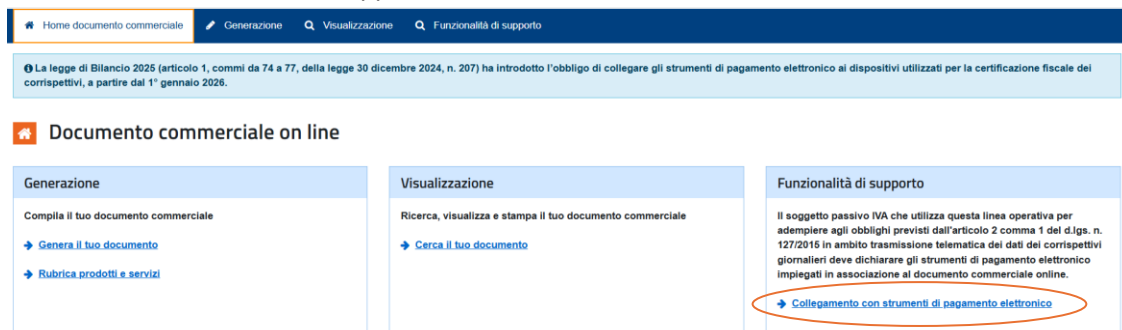 Home documento commerciale
Generazione
Visualizzazione
Funzionalità di supporto
La legge di Bilancio 2025 (articolo 1, commi da 74 a 77, della legge 30 dicembre 2024, n. 207) ha introdotto l'obbligo di collegare gli strumenti di pagamento elettronico ai dispositivi utilizzati per la certificazione fiscale dei
corrispettivi, a partire dal 1° gennaio 2026.
Documento commerciale on line
Generazione
Compila il tuo documento commerciale
Genera il tuo documento
Rubrica prodotti e servizi
Visualizzazione
Ricerca, visualizza e stampa il tuo documento commerciale
Cerca il tuo documento
Funzionalità di supporto
Il soggetto passivo IVA che utilizza questa linea operativa per
adempiere agli obblighi previsti dall'articolo 2 comma 1 del d.lgs. n.
127/2015 in ambito trasmissione telematica dei dati dei corrispettivi
giornalieri deve dichiarare gli strumenti di pagamento elettronico
impiegati in associazione al documento commerciale online.
Collegamento con strumenti di pagamento elettronico